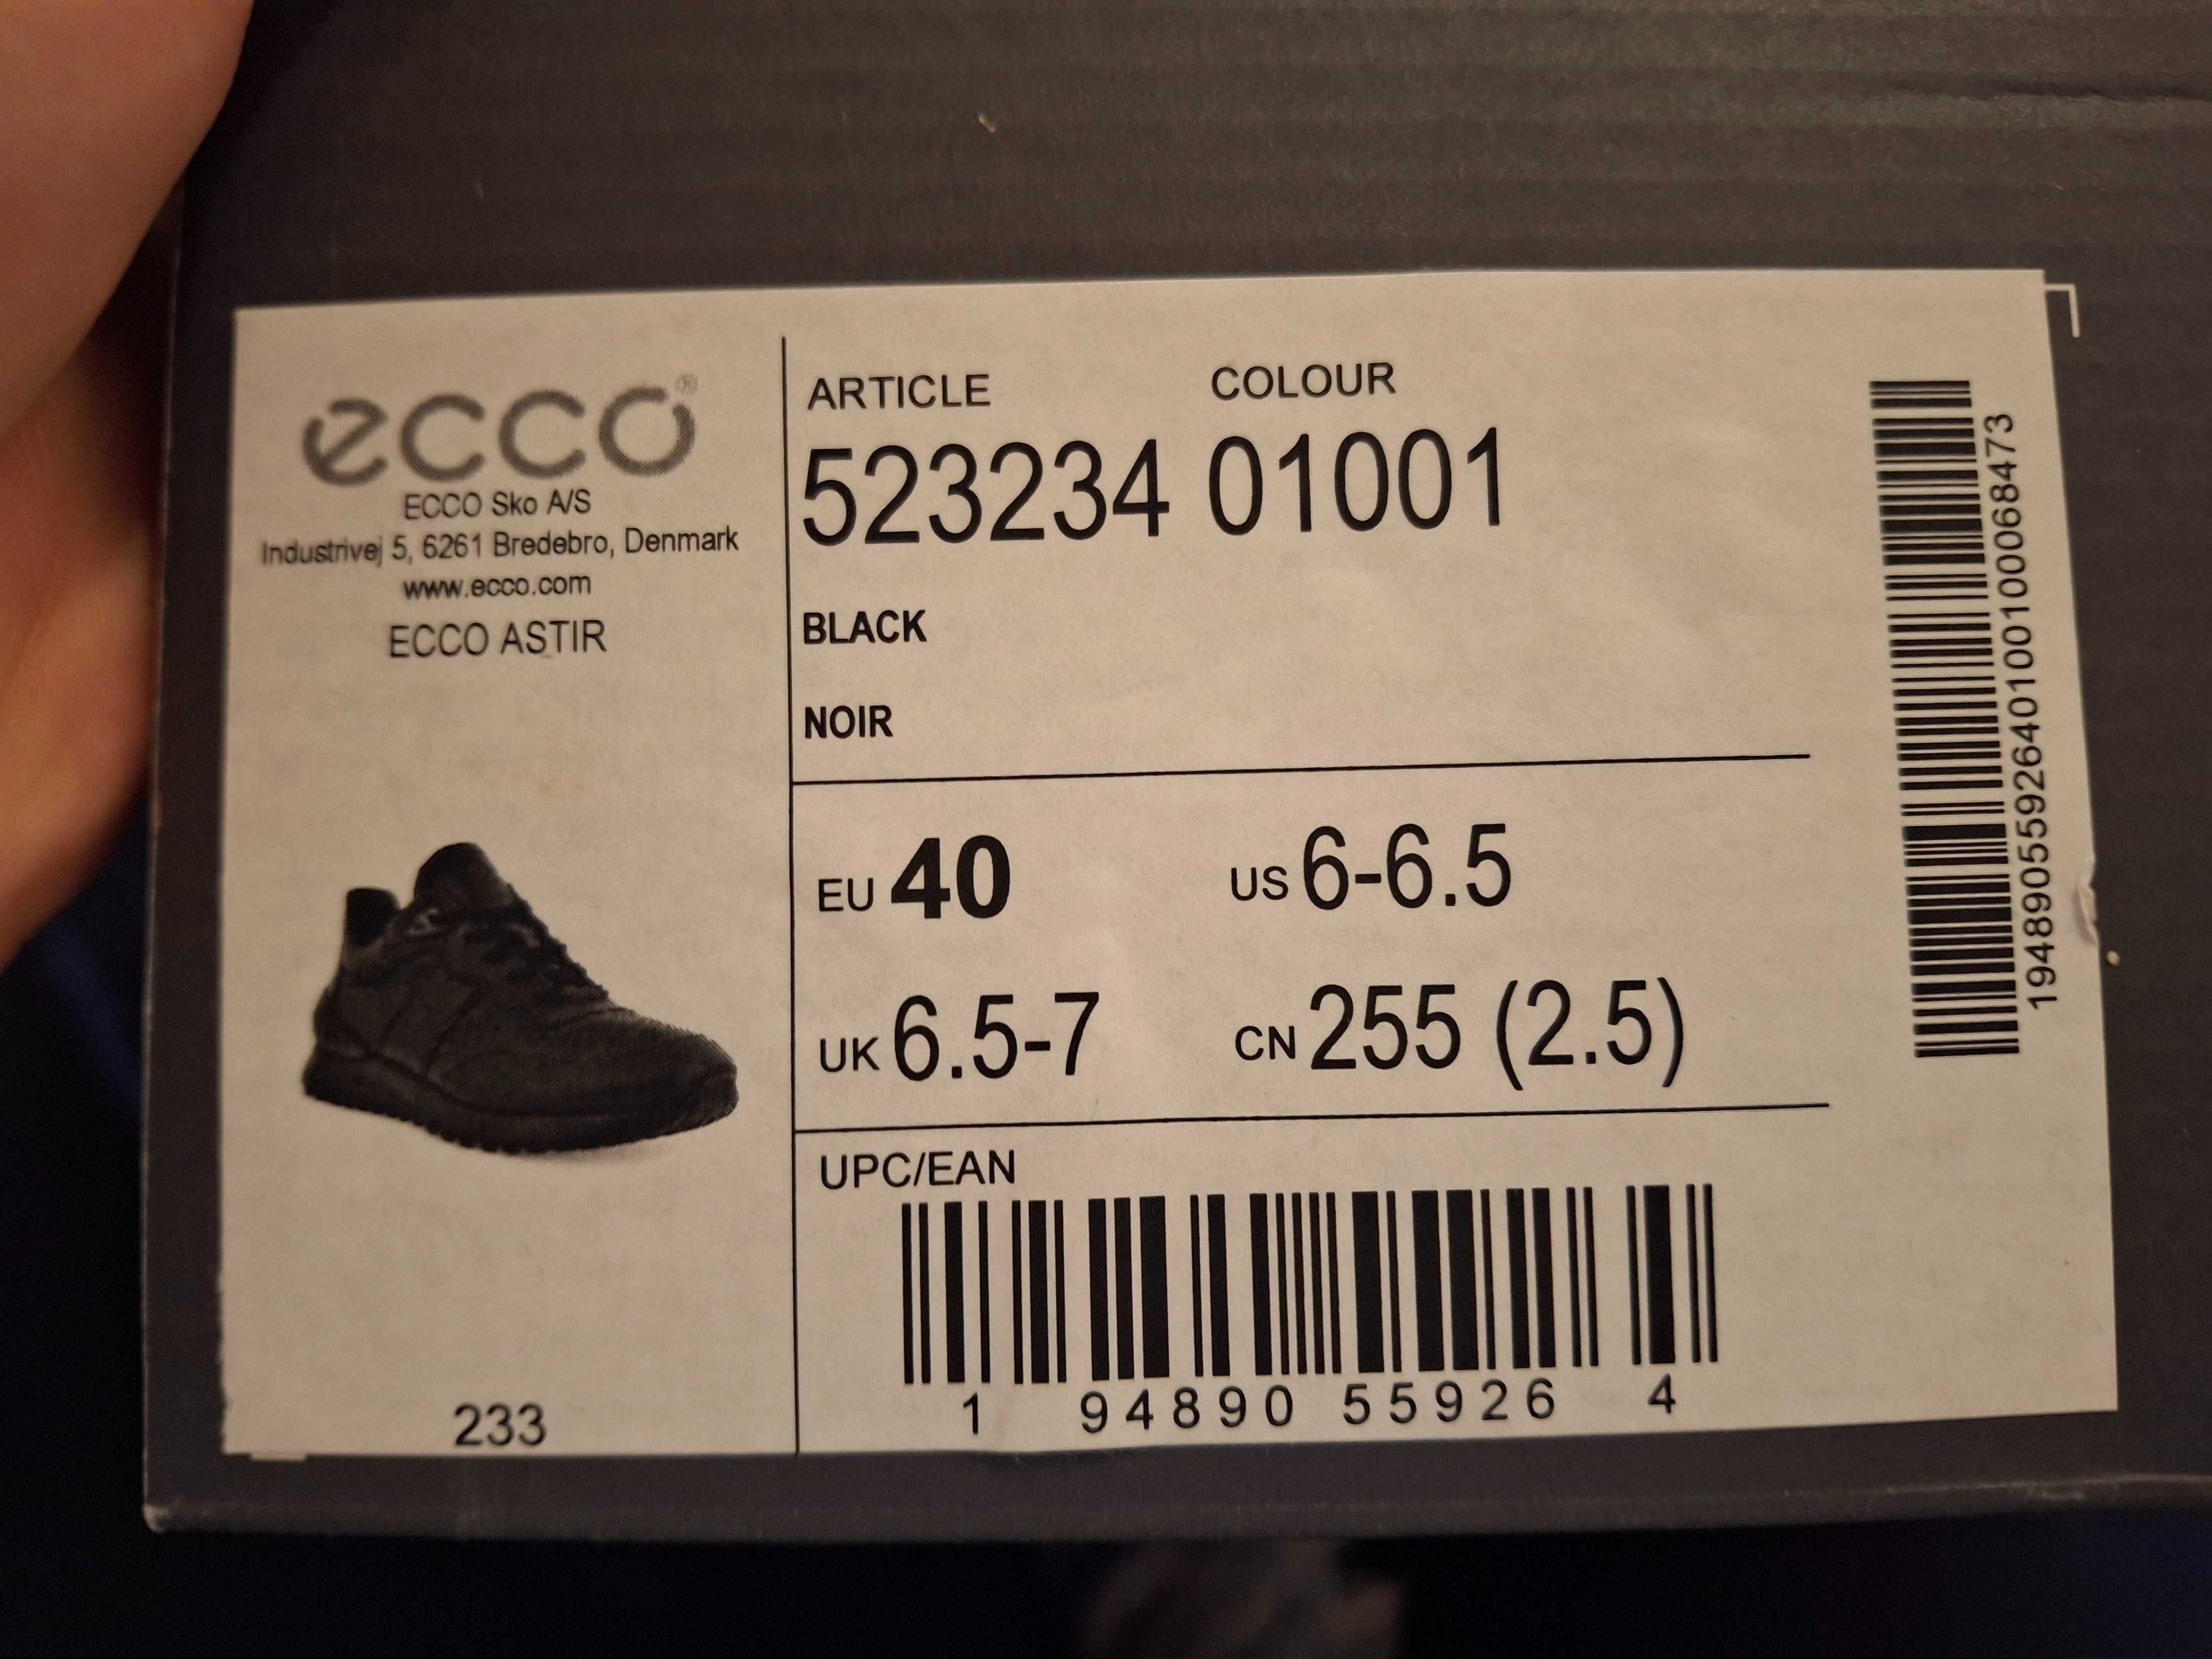 ecco®
ECCO Sko A/S
Industrivej 5, 6261 Bredebro, Denmark
www.ecco.com
ECCO ASTIR
233
ARTICLE COLOUR
523234 01001
BLACK
NOIR
EU 40 US 6-6.5
UK 6.5-7 CN 255 (2.5)
UPC/EAN
1 94890 55926 4
19489055926401001000068473